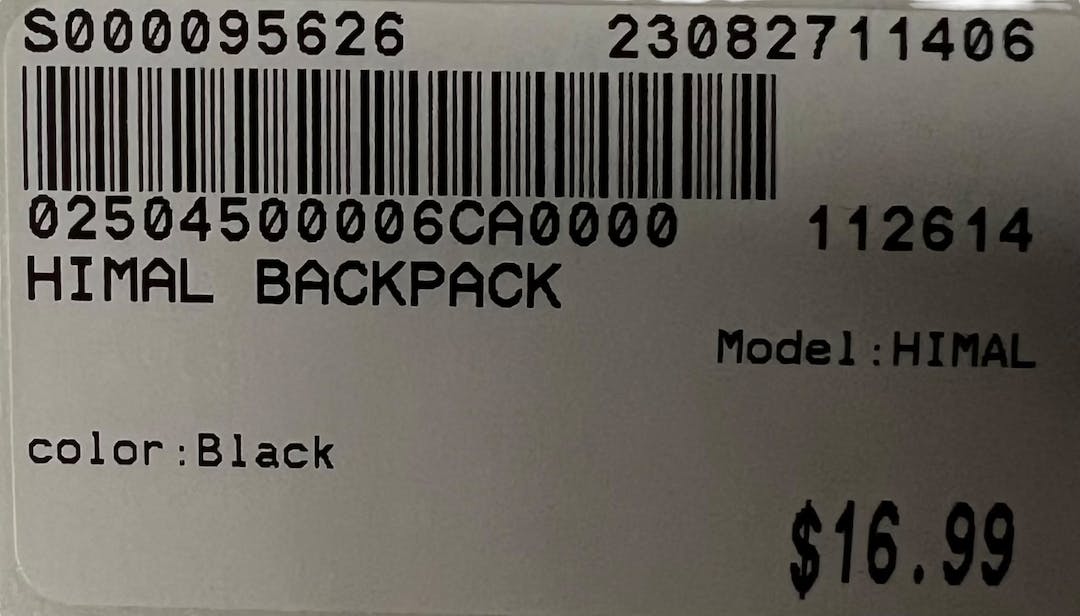 S000095626 23082711406
02504500006CA0000 112614
HIMAL BACKPACK
Model:HIMAL
color:Black
$16.99